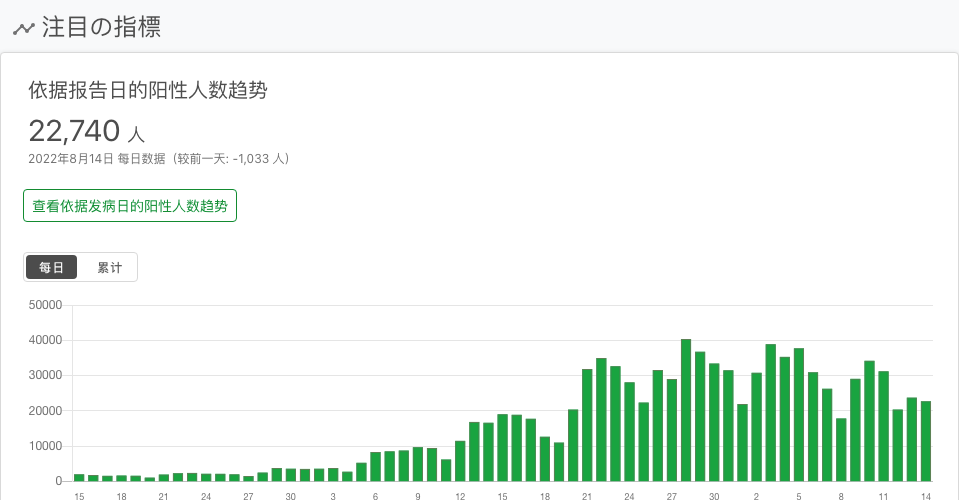 注目の指標
依据报告日的阳性人数趋势
22,740 人
2022年8月14日 每日数据（较前一天: -1,033 人）
查看依据发病日的阳性人数趋势
每日 累计
50000
40000
30000
20000
10000
0
15 18 21 24 27 30 3 6 9 12 15 18 21 24 27 30 2 5 8 11 14